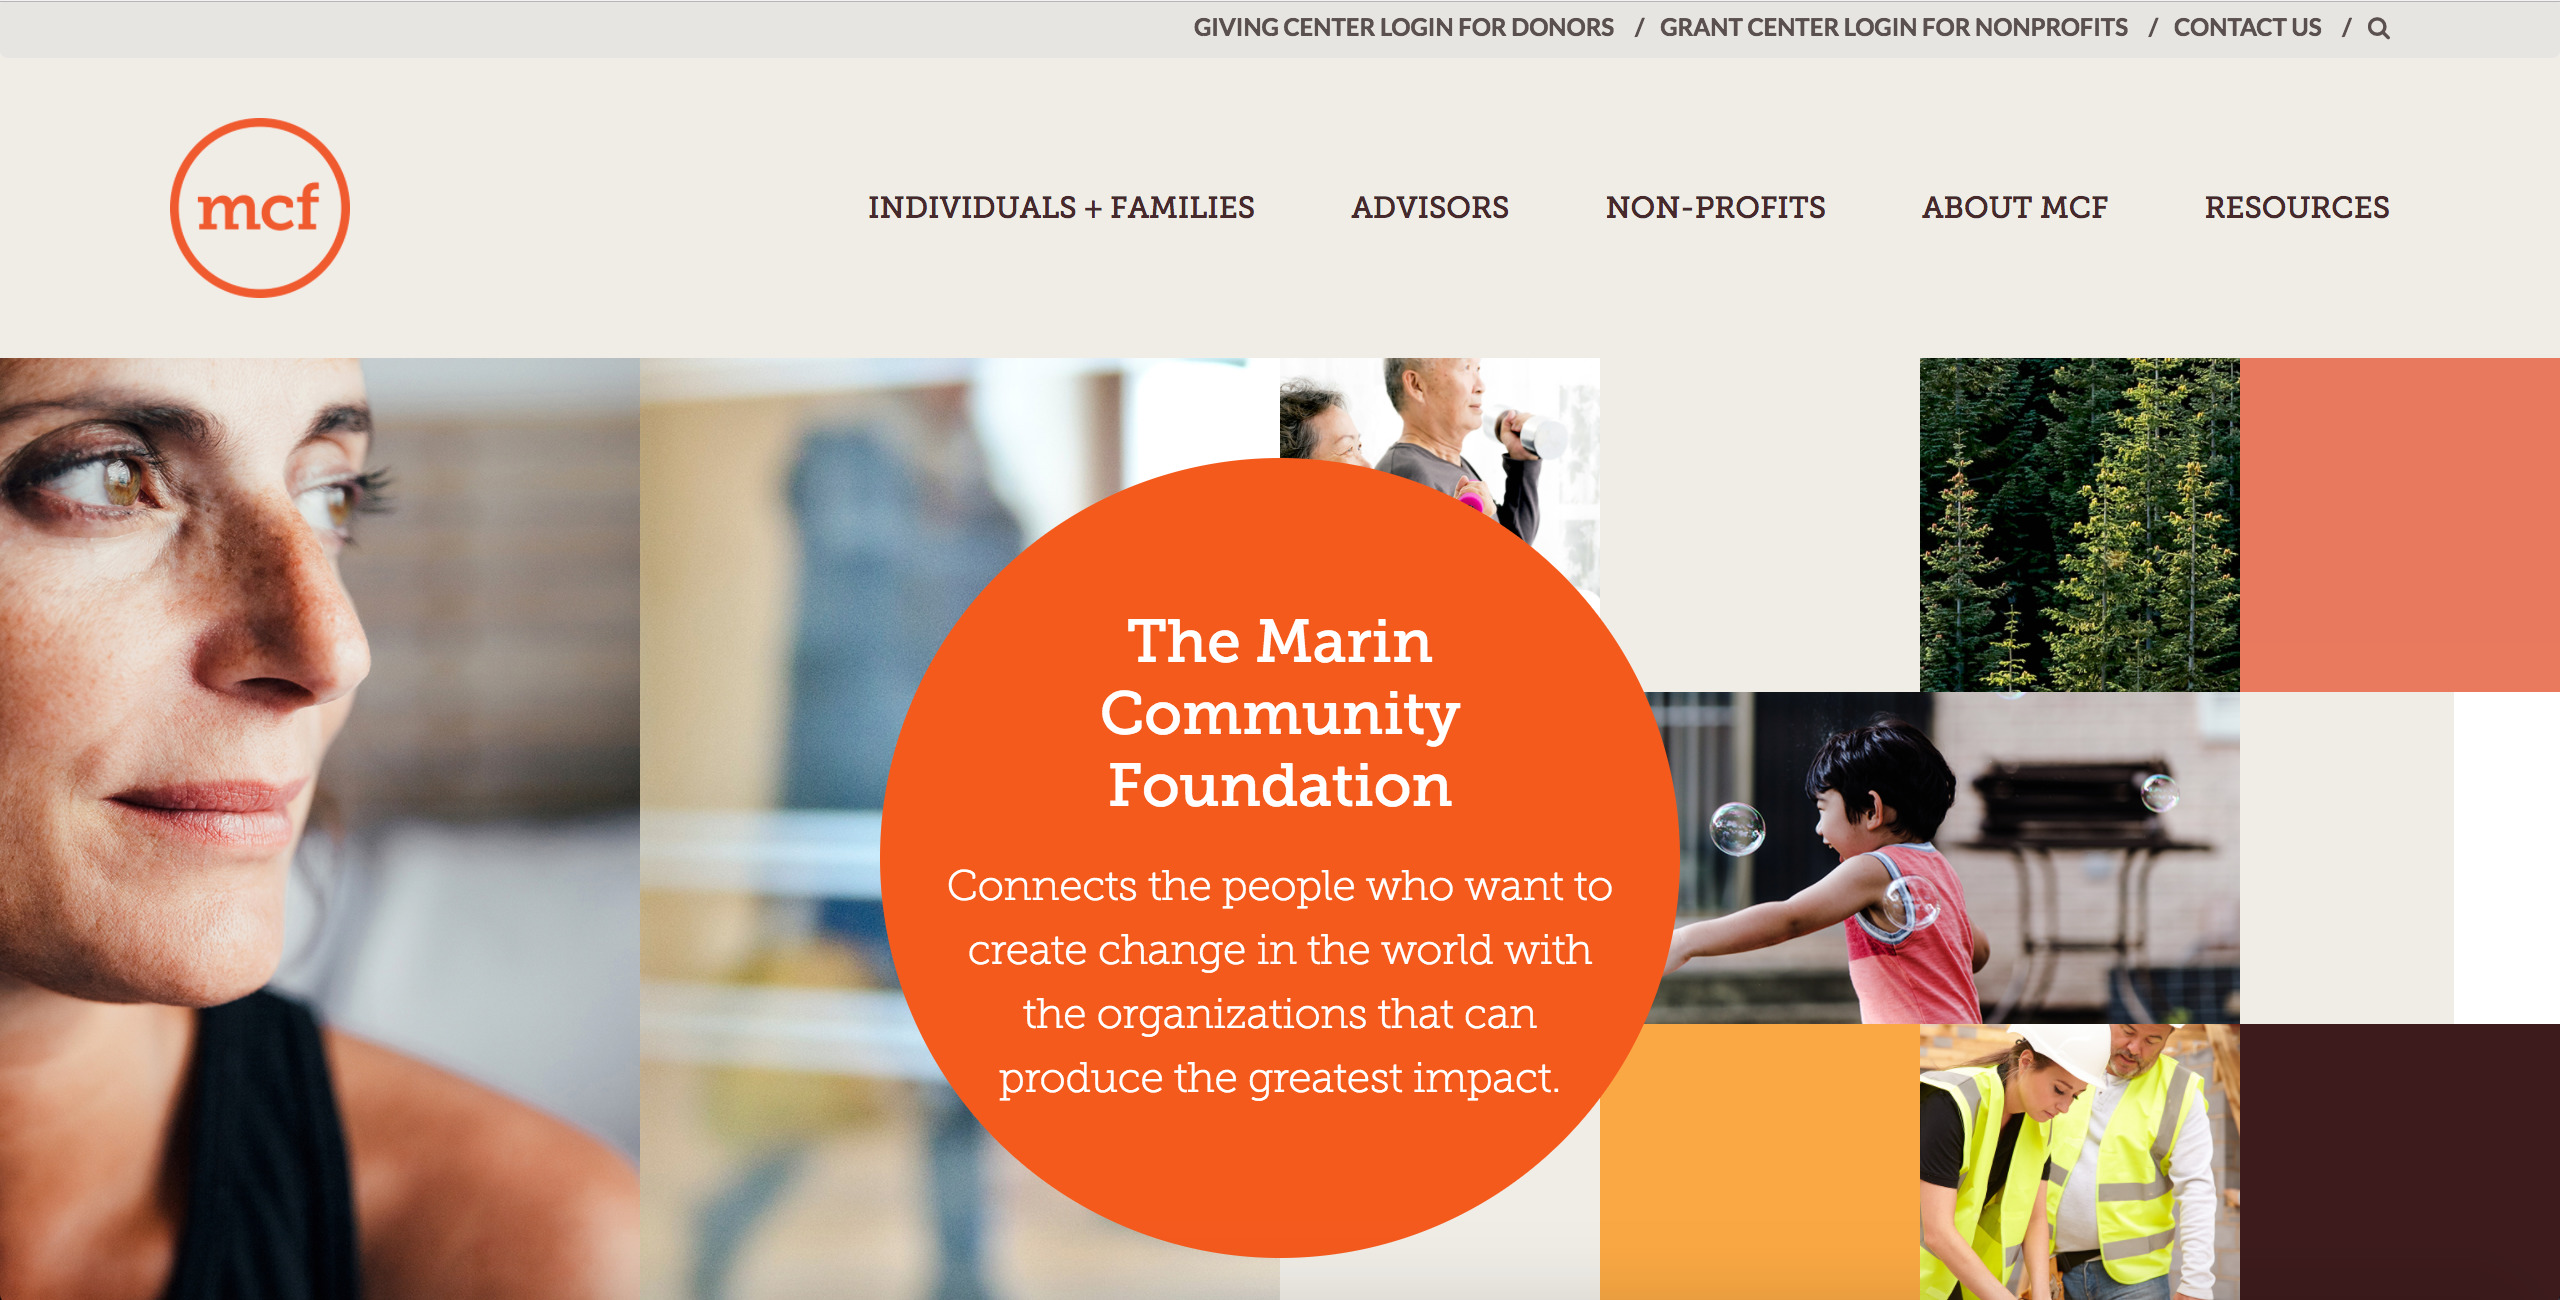 GIVING CENTER LOGIN FOR DONORS / GRANT CENTER LOGIN FOR NONPROFITS / CONTACT US /
mcf
INDIVIDUALS + FAMILIES ADVISORS NON-PROFITS ABOUT MCF RESOURCES
The Marin
Community
Foundation
Connects the people who want to
create change in the world with
the organizations that can
produce the greatest impact.